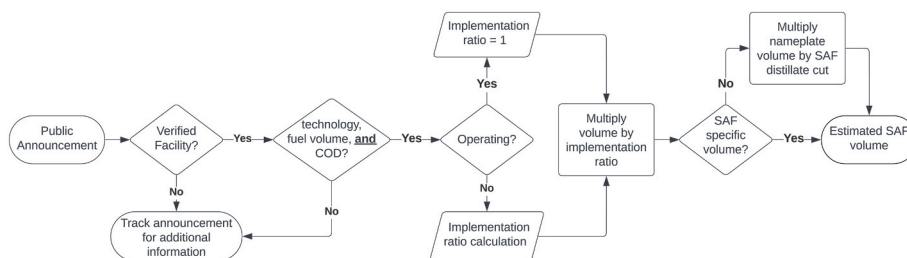 Public
Announcement
Verified
Facility?
Yes
No
Track announcement
for additional
information
technology,
fuel volume, and
COD?
Yes
No
Operating?
Yes
Implementation
ratio = 1
No
Implementation
ratio calculation
Multiply
volume by
implementation
ratio
SAF
specific
volume?
No
Multiply
nameplate
volume by SAF
distillate cut
Yes
Estimated SAF
volume